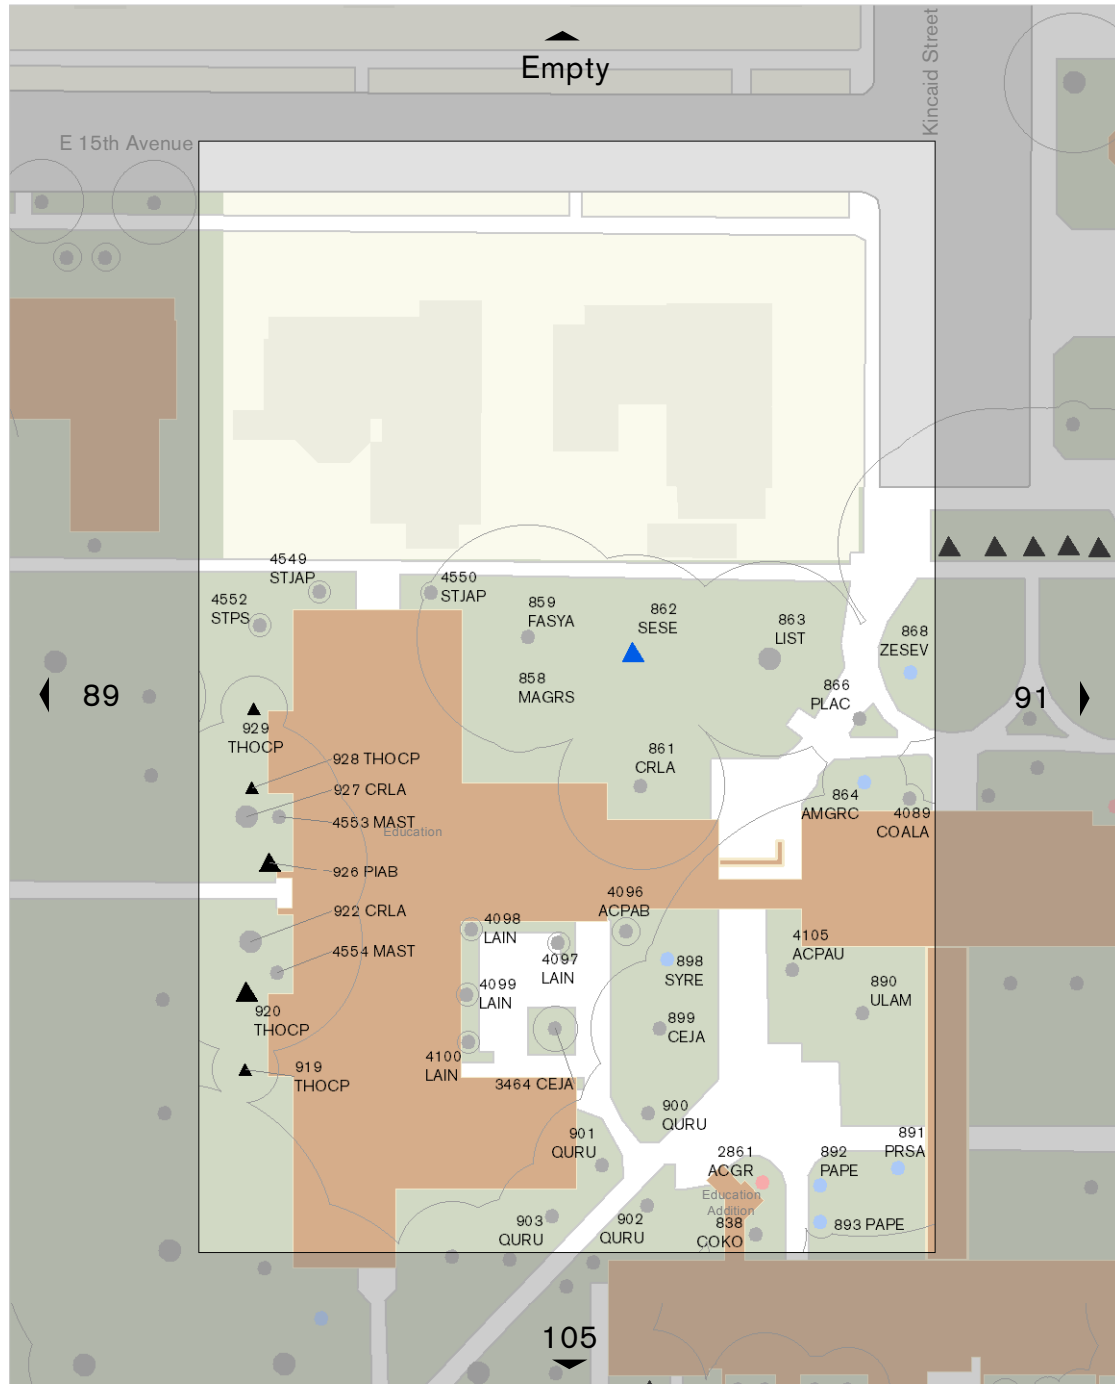 Empty
Kincaid Street
E 15th Avenue
4549
STJAP
4550
STJAP
4552
STPS
859
FASYA
862
SESE
863
LIST
868
ZESEV
858
MAGRS
866
PLAC
89
91
929
THOCP
928 THOCP
927 CRLA
4553 MAST
Education
861
CRLA
864
AMGRC
4089
COALA
926 PIAB
922 CRLA
4554 MAST
4096
ACPAB
4098
LAIN
4097
LAIN
898
SYRE
4105
ACPAU
4099
LAIN
890
ULAM
899
CEJA
920
THOCP
919
THOCP
4100
LAIN
3464 CEJA
900
QURU
901
QURU
2861
ACGR
892
PAPE
891
PRSA
Education
Addition
903
QURU
902
QURU
838
COKO
893 PAPE
105